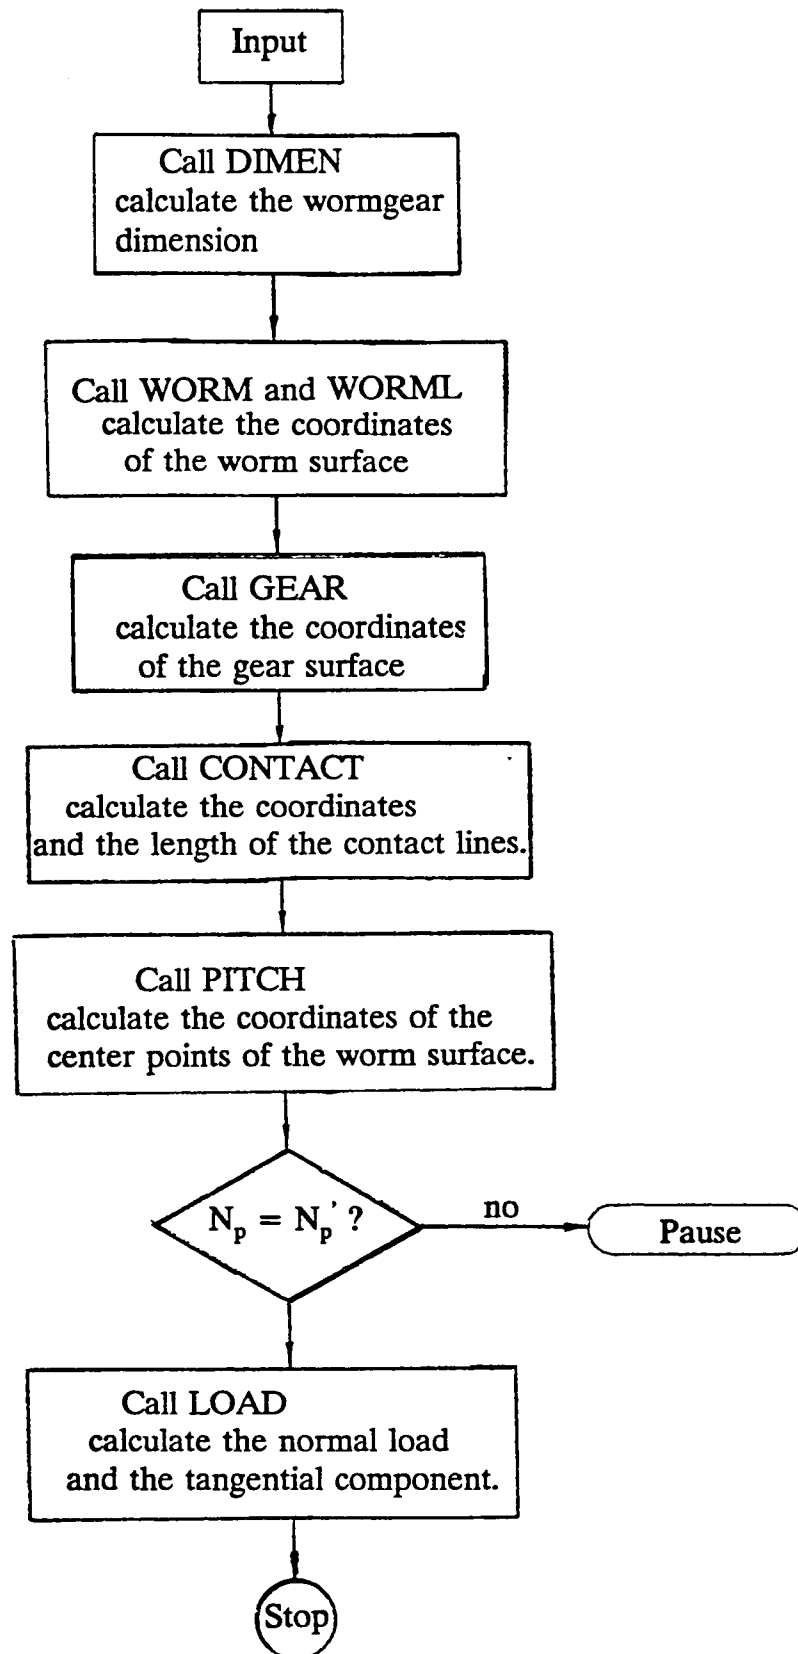 Input
Call DIMEN
calculate the wormgear
dimension
Call WORM and WORML
calculate the coordinates
of the worm surface
Call GEAR
calculate the coordinates
of the gear surface
Call CONTACT
calculate the coordinates
and the length of the contact lines.
Call PITCH
calculate the coordinates of the
center points of the worm surface.
Np = Np' ?
no
Pause
Call LOAD
calculate the normal load
and the tangential component.
Stop